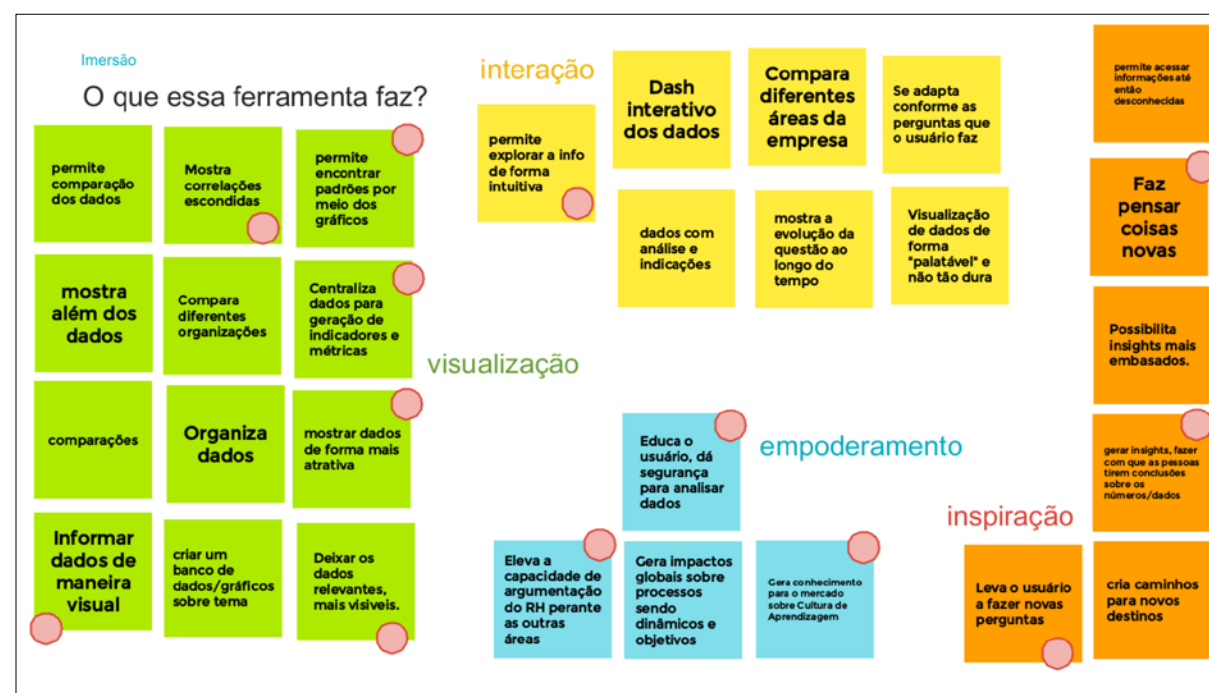 Imersão
O que essa ferramenta faz?
permite
comparação
dos dados
Mostra
correlações
escondidas
permite
encontrar
padrões por
meio dos
gráficos
mostra
além dos
dados
Compara
diferentes
organizações
Centraliza
dados para
geração de
indicadores e
métricas
comparações
Organiza
dados
mostrar dados
de forma mais
atrativa
Informar
dados de
maneira
visual
criar um
banco de
dados/gráficos
sobre tema
Deixar os
dados
relevantes,
mais visiveis.
visualização
interação
permite
explorar a info
de forma
intuitiva
Dash
interativo
dos dados
Compara
diferentes
áreas da
empresa
Se adapta
conforme as
perguntas que
o usuário faz
dados com
análise e
indicações
mostra a
evolução da
questão ao
longo do
tempo
Visualização
de dados de
forma
"palatável" e
não tão dura
empoderamento
Educa o
usuário, dá
segurança
para analisar
dados
Eleva a
capacidade de
argumentação
do RH perante
as outras
áreas
Gera impactos
globais sobre
processos
sendo
dinâmicos e
objetivos
Gera conhecimento
para o mercado
sobre Cultura de
Aprendizagem
inspiração
permite acessar
informações até
então
desconhecidas
Faz
pensar
coisas
novas
Possibilita
insights mais
embasados.
gerar insights, fazer
com que as pessoas
tirem conclusões
sobre os
números/dados
Leva o usuário
a fazer novas
perguntas
cria caminhos
para novos
destinos